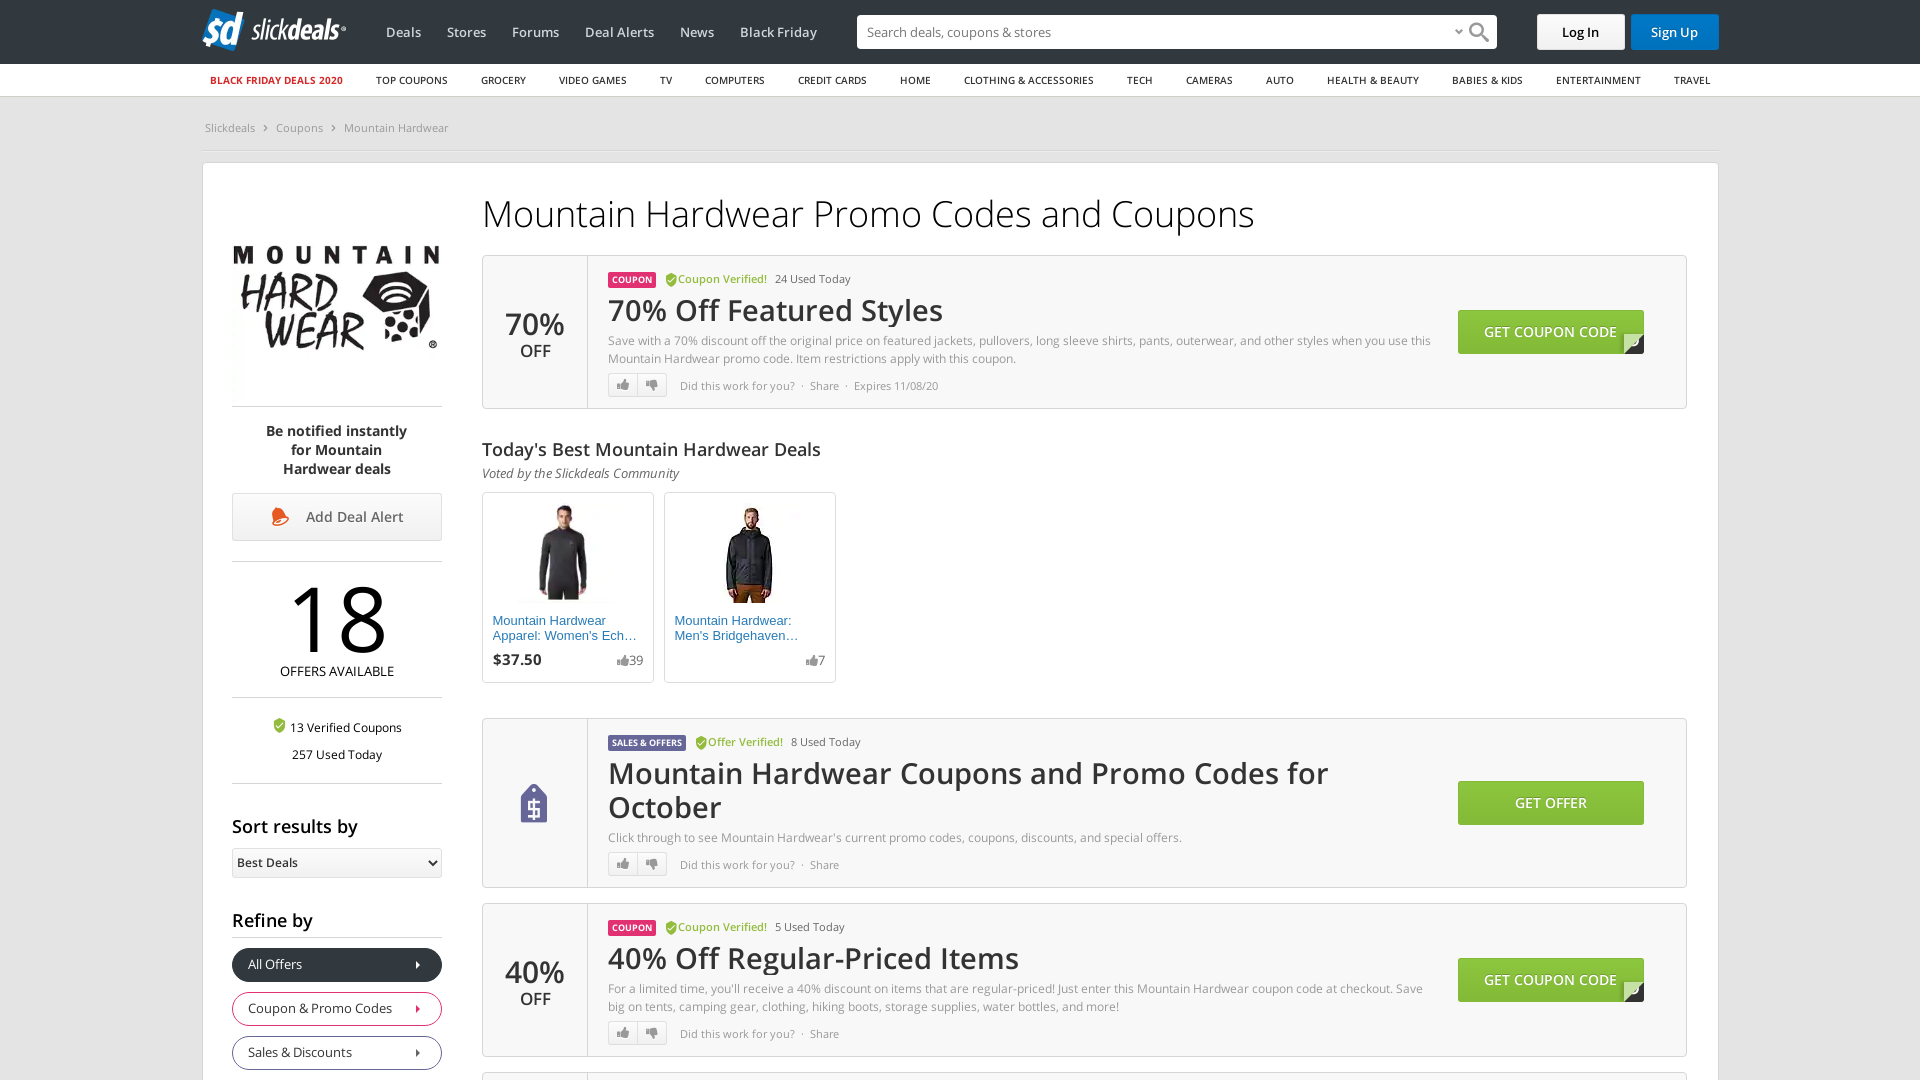 sd slickdeals
Deals
Stores
Forums
Deal Alerts
News
Black Friday
Search deals, coupons & stores
Log In
Sign Up
BLACK FRIDAY DEALS 2020
TOP COUPONS
GROCERY
VIDEO GAMES
TV
COMPUTERS
CREDIT CARDS
HOME
CLOTHING & ACCESSORIES
TECH
CAMERAS
AUTO
HEALTH & BEAUTY
BABIES & KIDS
ENTERTAINMENT
TRAVEL
Slickdeals > Coupons > Mountain Hardwear
MOUNTAIN
HARD
WEAR ®
Be notified instantly
for Mountain
Hardwear deals
Add Deal Alert
18
OFFERS AVAILABLE
13 Verified Coupons
257 Used Today
Sort results by
Best Deals
Refine by
All Offers
Coupon & Promo Codes
Sales & Discounts
Mountain Hardwear Promo Codes and Coupons
70%
OFF
COUPON Coupon Verified! 24 Used Today
70% Off Featured Styles
Save with a 70% discount off the original price on featured jackets, pullovers, long sleeve shirts, pants, outerwear, and other styles when you use this
Mountain Hardwear promo code. Item restrictions apply with this coupon.
Did this work for you? · Share · Expires 11/08/20
GET COUPON CODE
Today's Best Mountain Hardwear Deals
Voted by the Slickdeals Community
Mountain Hardwear
Apparel: Women's Ech…
$37.50 39
Mountain Hardwear:
Men's Bridgehaven…
7
SALES & OFFERS Offer Verified! 8 Used Today
$
Mountain Hardwear Coupons and Promo Codes for
October
Click through to see Mountain Hardwear's current promo codes, coupons, discounts, and special offers.
Did this work for you? · Share
GET OFFER
40%
OFF
COUPON Coupon Verified! 5 Used Today
40% Off Regular-Priced Items
For a limited time, you'll receive a 40% discount on items that are regular-priced! Just enter this Mountain Hardwear coupon code at checkout. Save
big on tents, camping gear, clothing, hiking boots, storage supplies, water bottles, and more!
Did this work for you? · Share
GET COUPON CODE